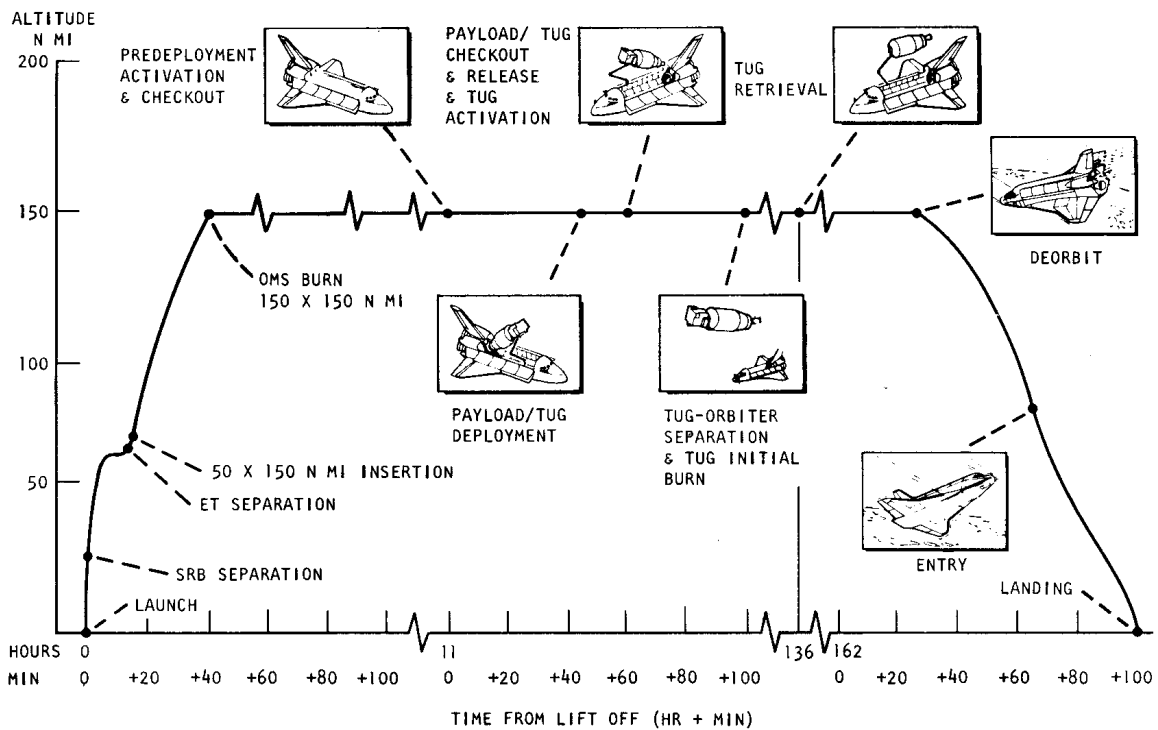 ALTITUDE
N MI
200
150
100
50
PREDEPLOYMENT
ACTIVATION
& CHECKOUT
PAYLOAD/ TUG
CHECKOUT
& RELEASE
& TUG
ACTIVATION
TUG
RETRIEVAL
DEORBIT
OMS BURN
150 X 150 N MI
PAYLOAD/TUG
DEPLOYMENT
TUG-ORBITER
SEPARATION
& TUG INITIAL
BURN
50 X 150 N MI INSERTION
ET SEPARATION
SRB SEPARATION
LAUNCH
ENTRY
LANDING
HOURS 0 11 136 162
MIN 0 +20 +40 +60 +80 +100 0 +20 +40 +60 +80 +100 0 +20 +40 +60 +80 +100
TIME FROM LIFT OFF (HR + MIN)